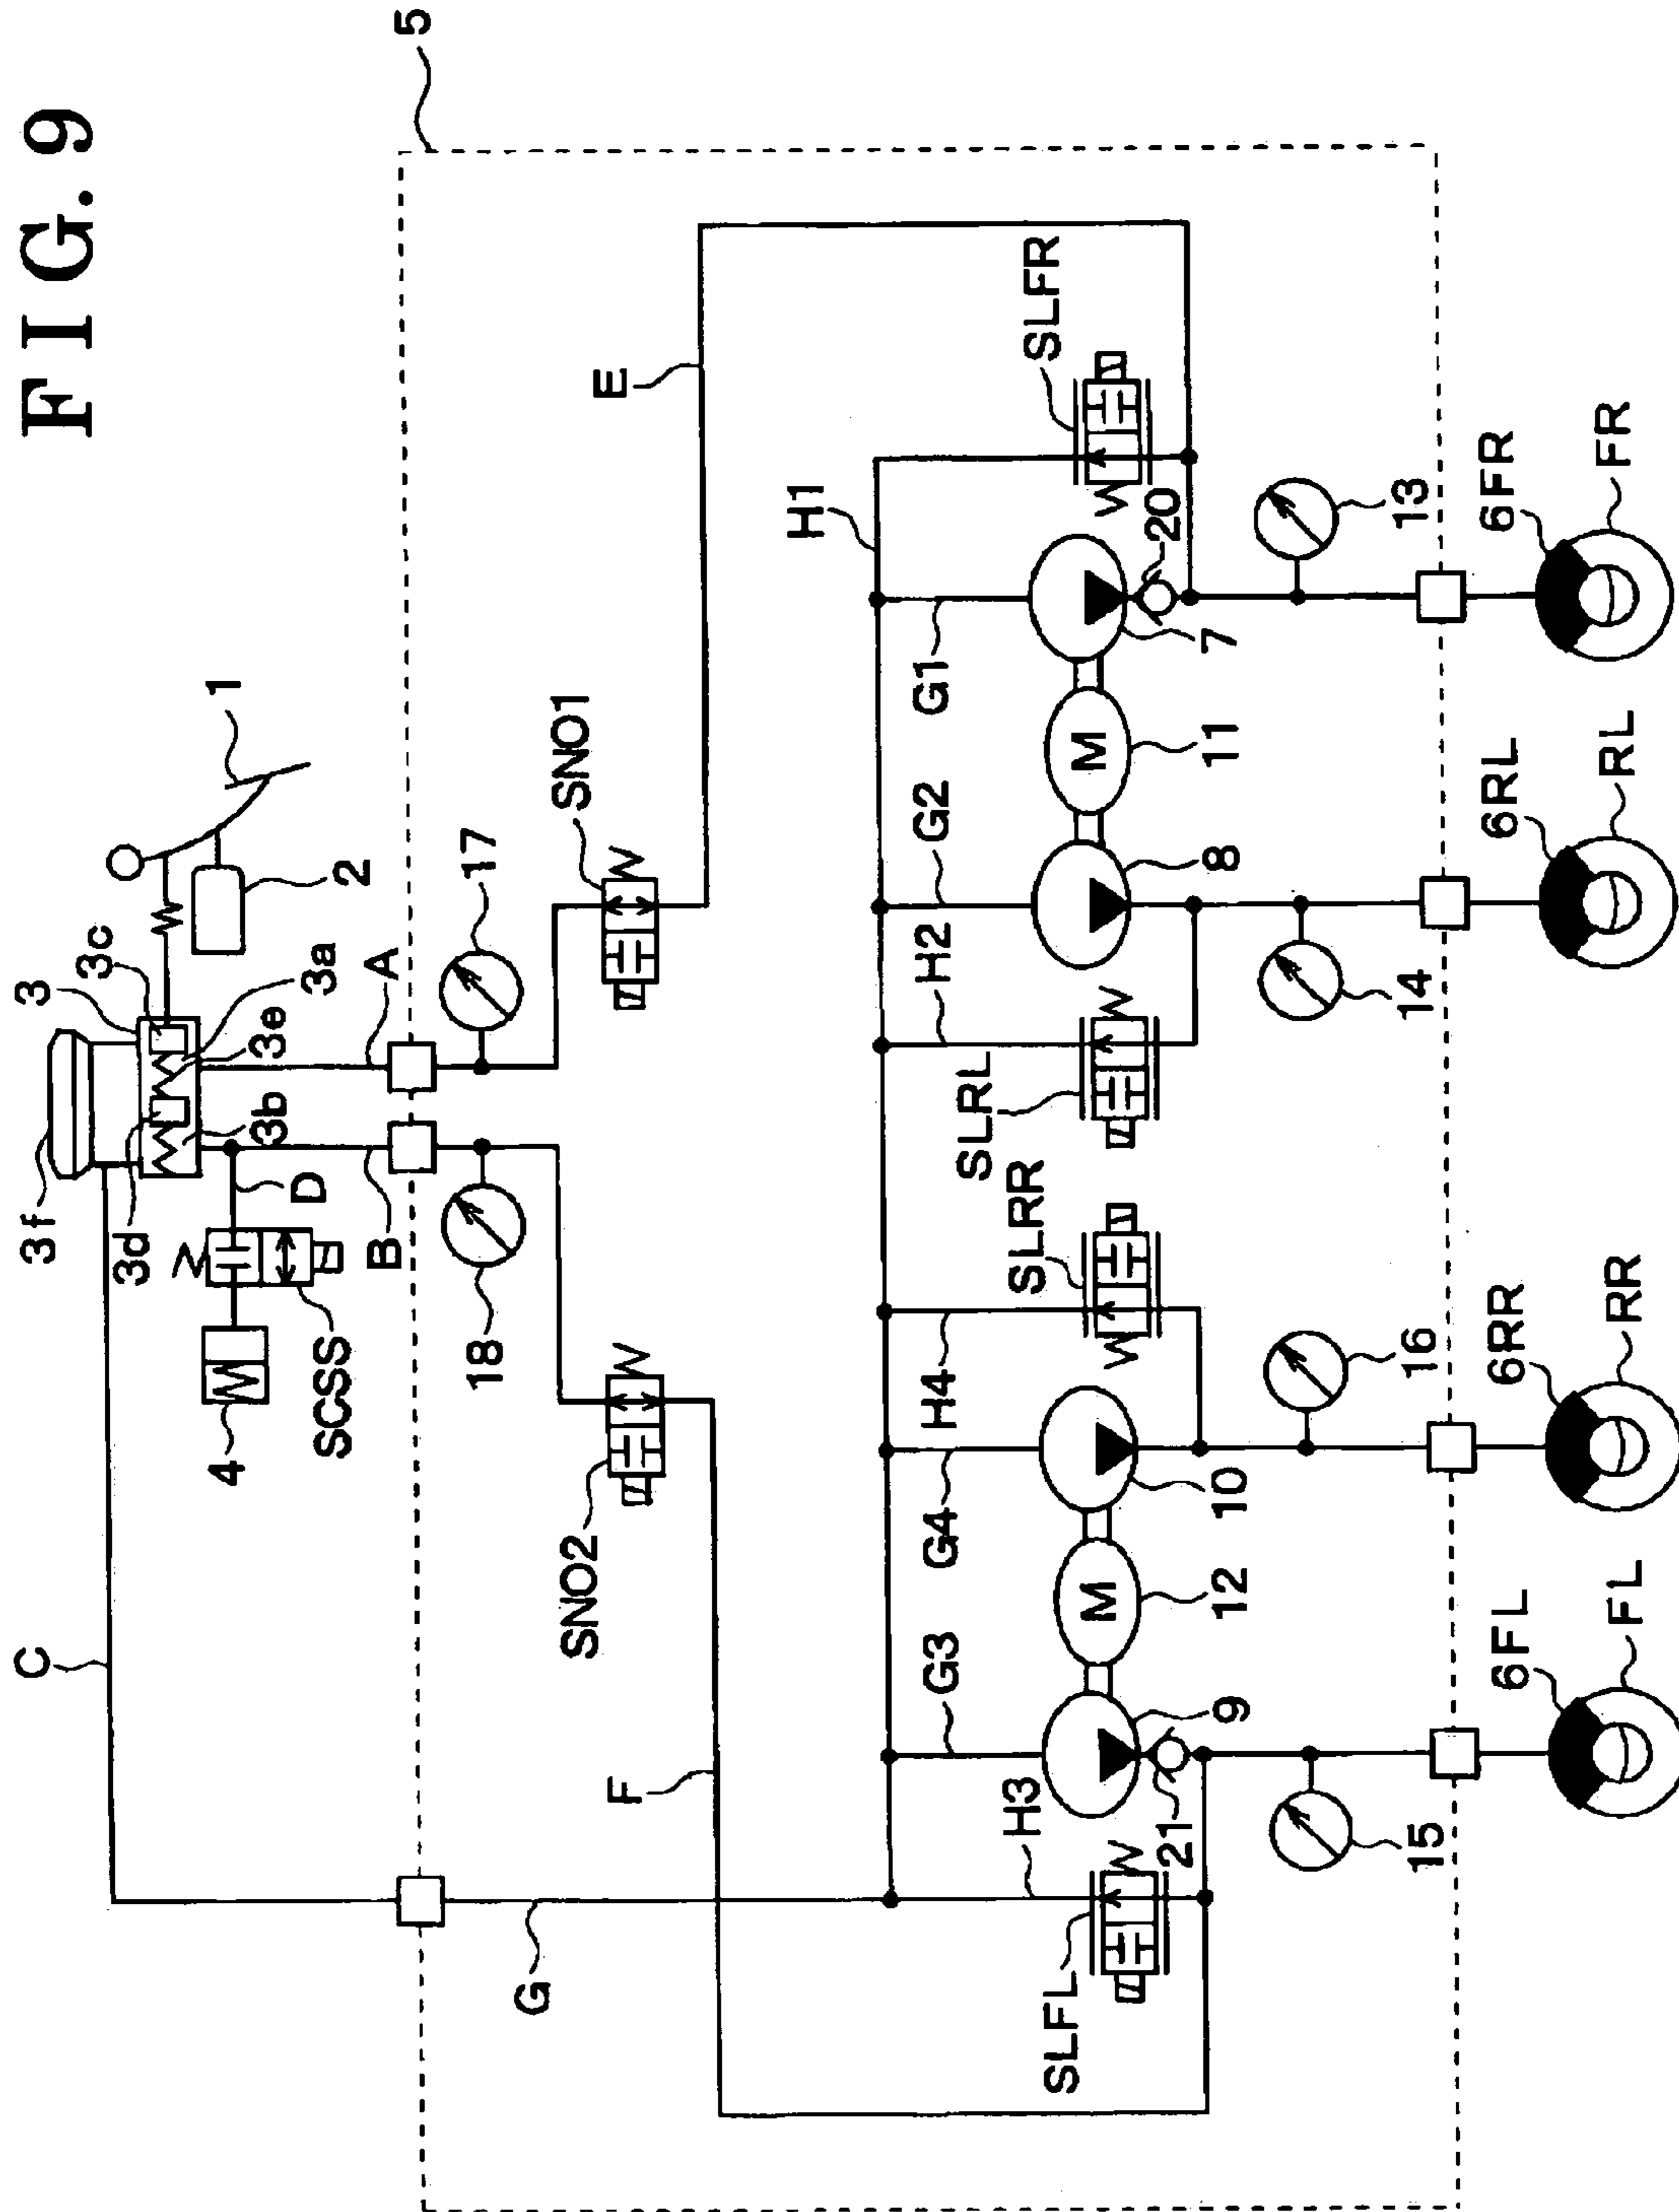 FIG. 9
5
E
SLFR
H1
20
13
6FR
FR
G1
7
1
SNO1
11
M
6RL
RL
17
G2
8
2
H2
14
3
3c
3a
A
3e
3b
SLRL
3f
3d
D
B
SCSS
4
18
SLRR
16
6RR
RR
H4
SNO2
G4
10
12
M
6FL
FL
C
G3
9
F
H3
21
15
G
SLFL